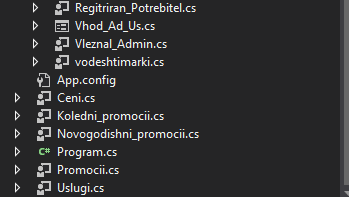 Regitriran_Potrebitel.cs
Vhod_Ad_Us.cs
Vleznal_Admin.cs
vodeshtimarki.cs
App.config
Ceni.cs
Koledni_promocii.cs
Novogodishni_promocii.cs
C# Program.cs
Promocii.cs
Uslugi.cs